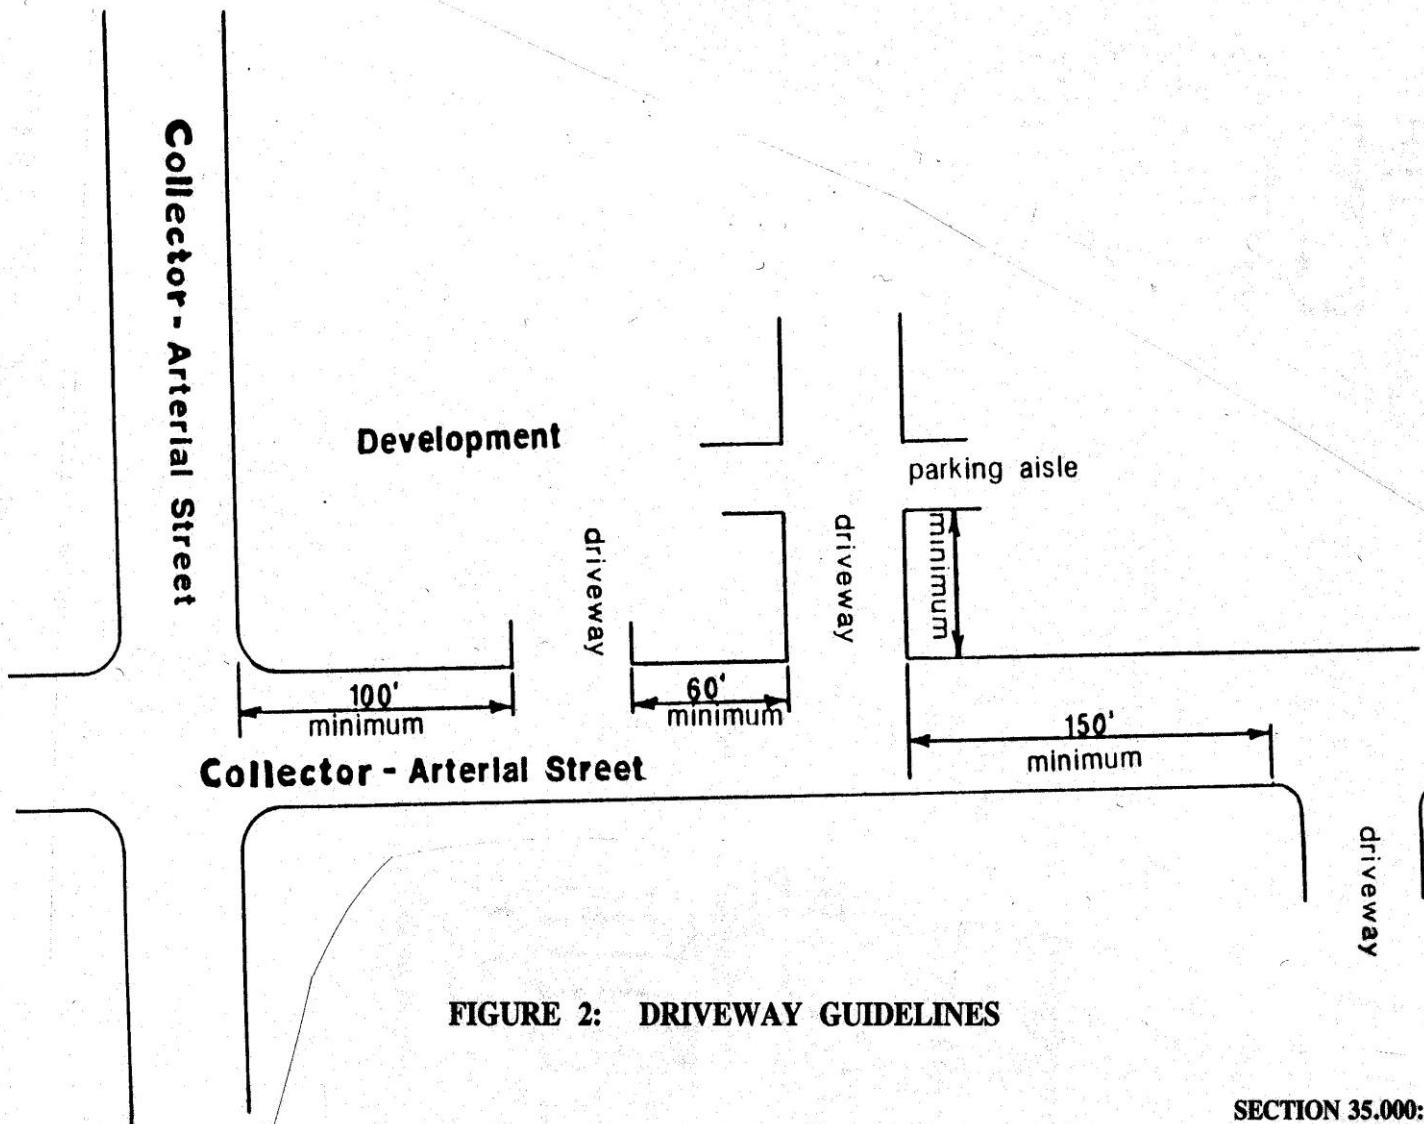 Collector - Arterial Street
Development
parking aisle
driveway
driveway
minimum
100'
minimum
60'
minimum
150'
minimum
Collector - Arterial Street
driveway
FIGURE 2: DRIVEWAY GUIDELINES
SECTION 35.000: